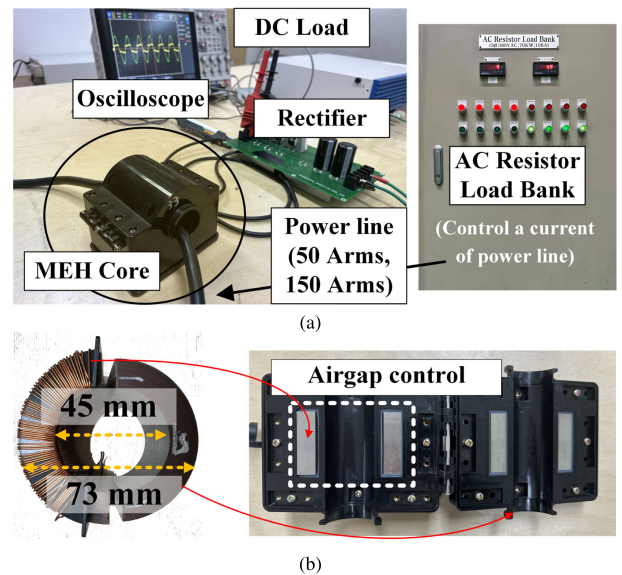 (a)
DC Load
Oscilloscope
Rectifier
MEH Core
Power line
(50 Arms,
150 Arms)
AC Resistor Load Bank
AC Resistor
Load Bank
(Control a current
of power line)
(a)
45 mm
73 mm
Airgap control
(b)